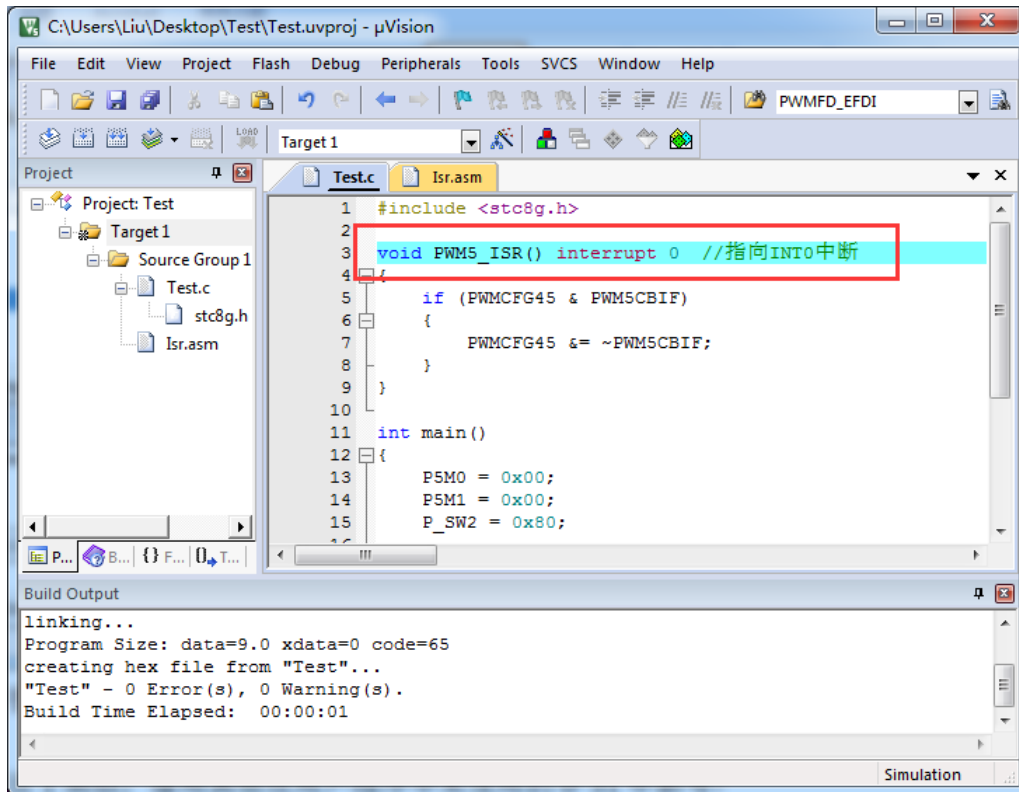 C:\Users\Liu\Desktop\Test\Test.uvproj - µVision
File Edit View Project Flash Debug Peripherals Tools SVCS Window Help
PWMFD_EFDI
LOAD Target 1
Project
Test.c Isr.asm
Project: Test
Target 1
Source Group 1
Test.c
stc8g.h
Isr.asm
1 #include <stc8g.h>
2
3 void PWM5_ISR() interrupt 0 //指向INT0中断
4 {
5 if (PWMCFG45 & PWM5CBIF)
6 {
7 PWMCFG45 &= ~PWM5CBIF;
8 }
9 }
10
11 int main()
12 {
13 P5M0 = 0x00;
14 P5M1 = 0x00;
15 P_SW2 = 0x80;
P... B... {} F... 0 T...
Build Output
linking...
Program Size: data=9.0 xdata=0 code=65
creating hex file from "Test"...
"Test" - 0 Error(s), 0 Warning(s).
Build Time Elapsed: 00:00:01
Simulation